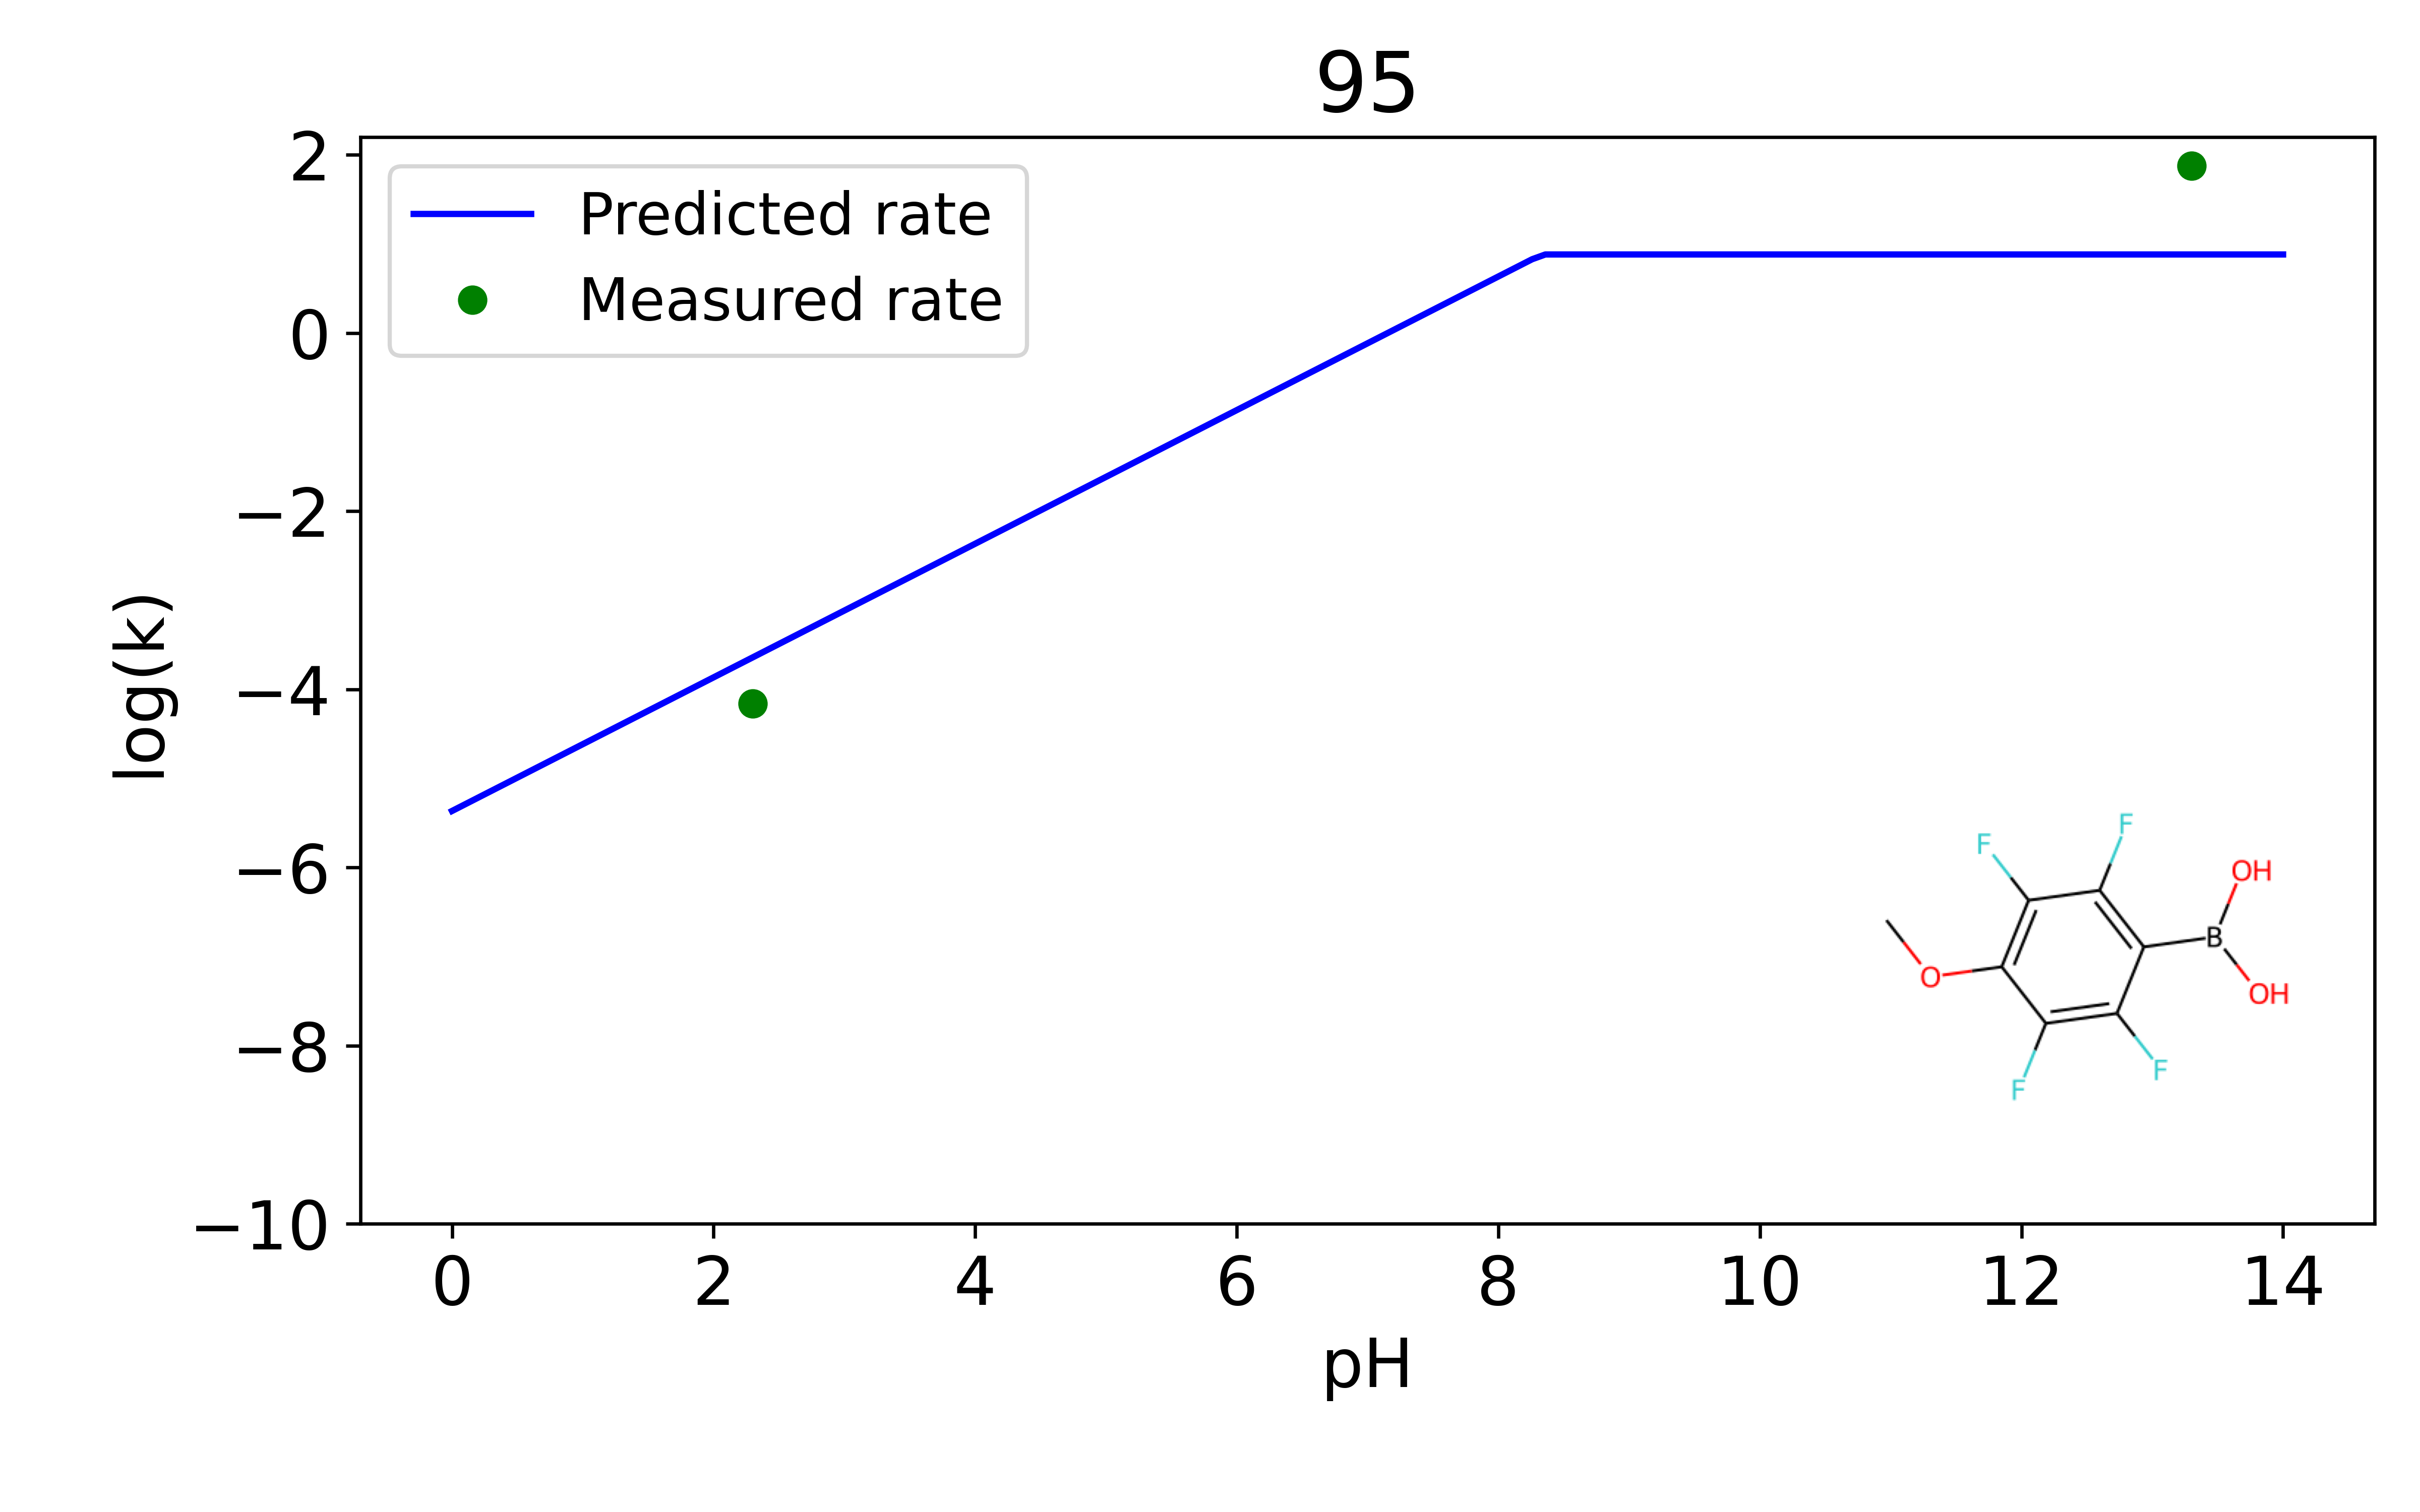 95
2
0
−2
−4
−6
−8
−10
log(k)
Predicted rate
Measured rate
F
F
OH
B
O
OH
F
F
0 2 4 6 8 10 12 14
pH